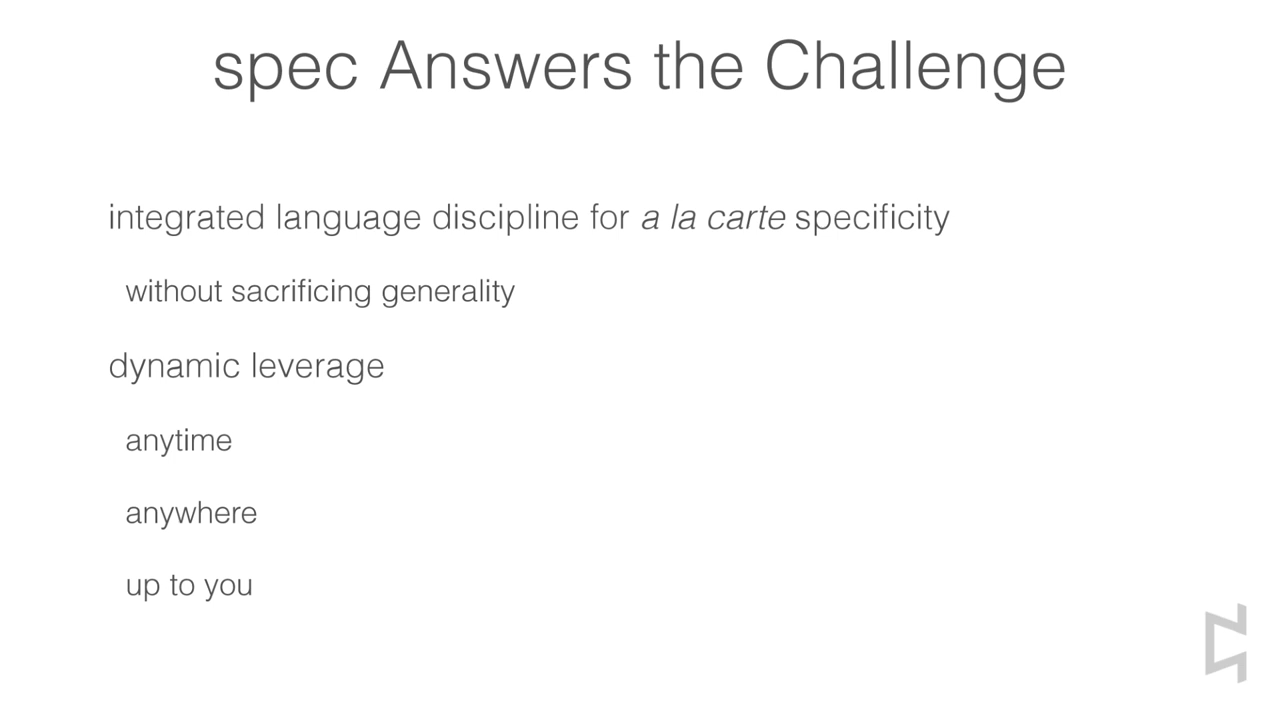 spec Answers the Challenge
integrated language discipline for a la carte specificity
without sacrificing generality
dynamic leverage
anytime
anywhere
up to you